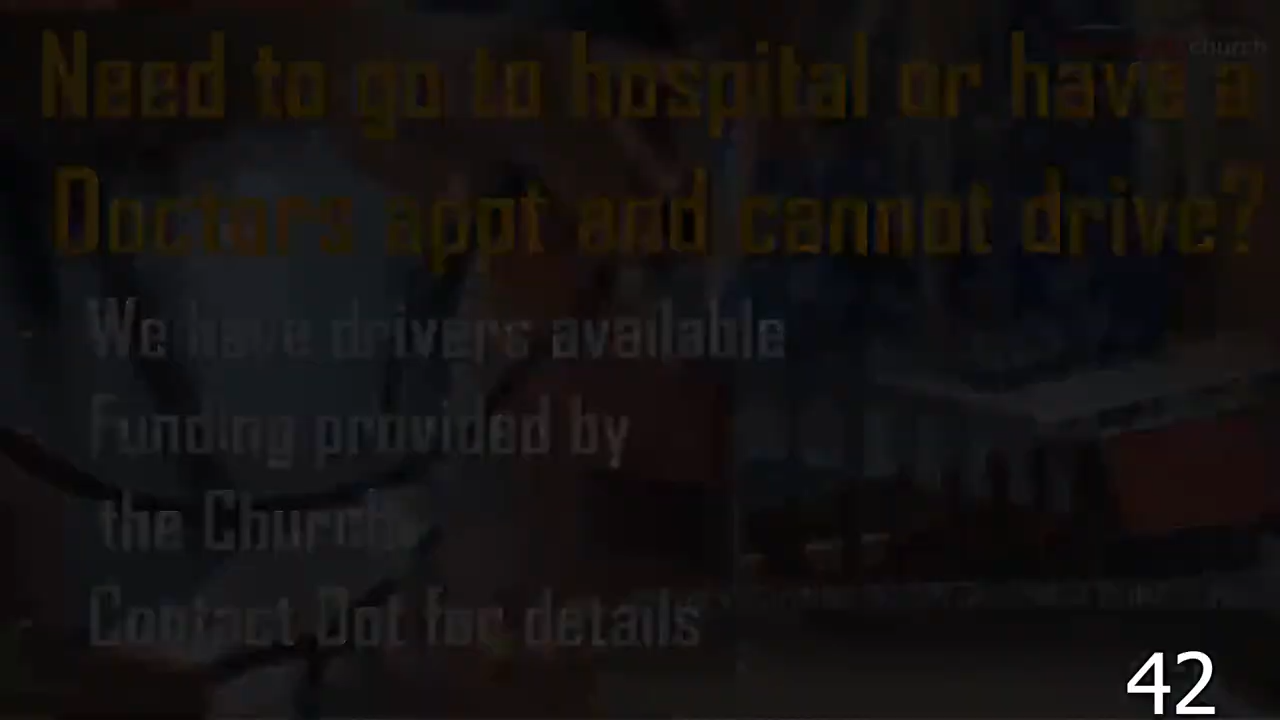 church
Need to go to hospital or have a
Doctors appt and cannot drive?
- We have drivers available
Funding provided by
the Church
- Contact Dot for details
42